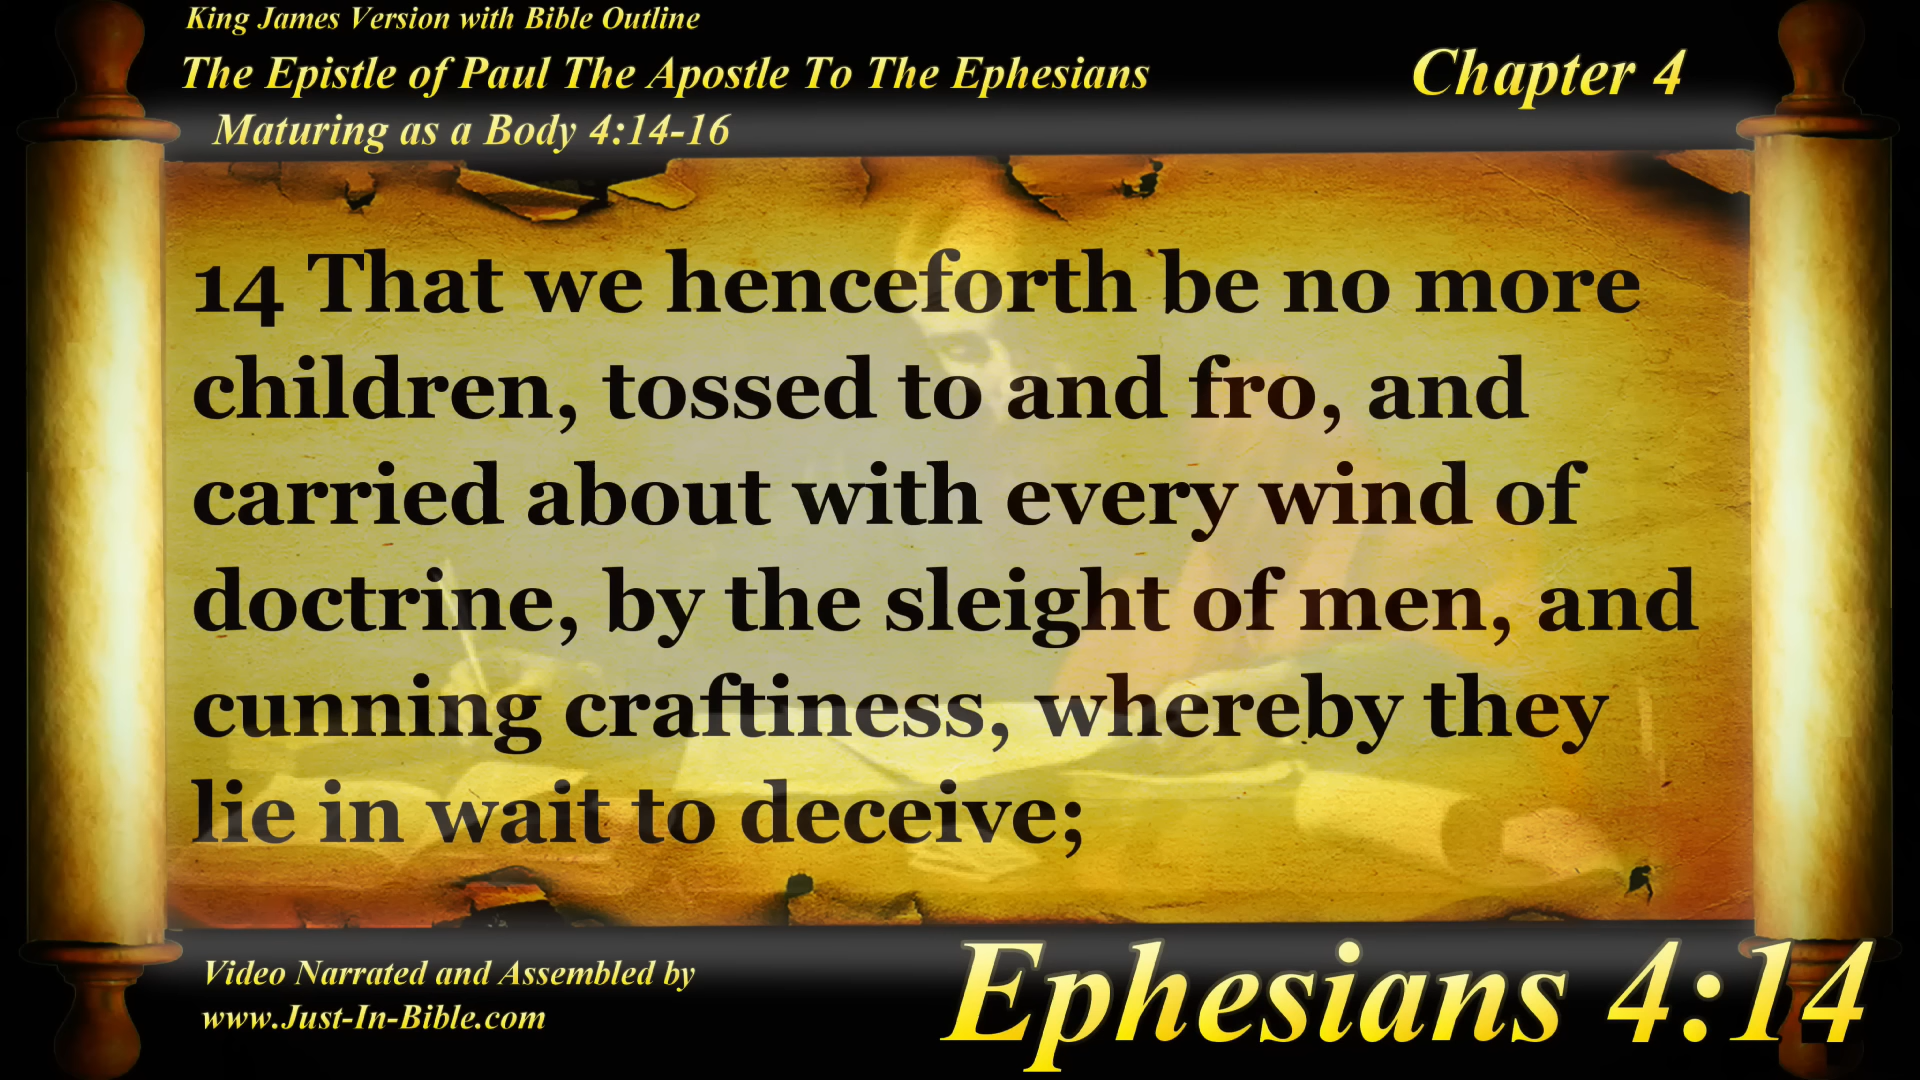 King James Version with Bible Outline
The Epistle of Paul The Apostle To The Ephesians
Chapter 4
Maturing as a Body 4:14-16
14 That we henceforth be no more
children, tossed to and fro, and
carried about with every wind of
doctrine, by the sleight of men, and
cunning craftiness, whereby they
lie in wait to deceive;
Video Narrated and Assembled by
www.Just-In-Bible.com
Ephesians 4:14